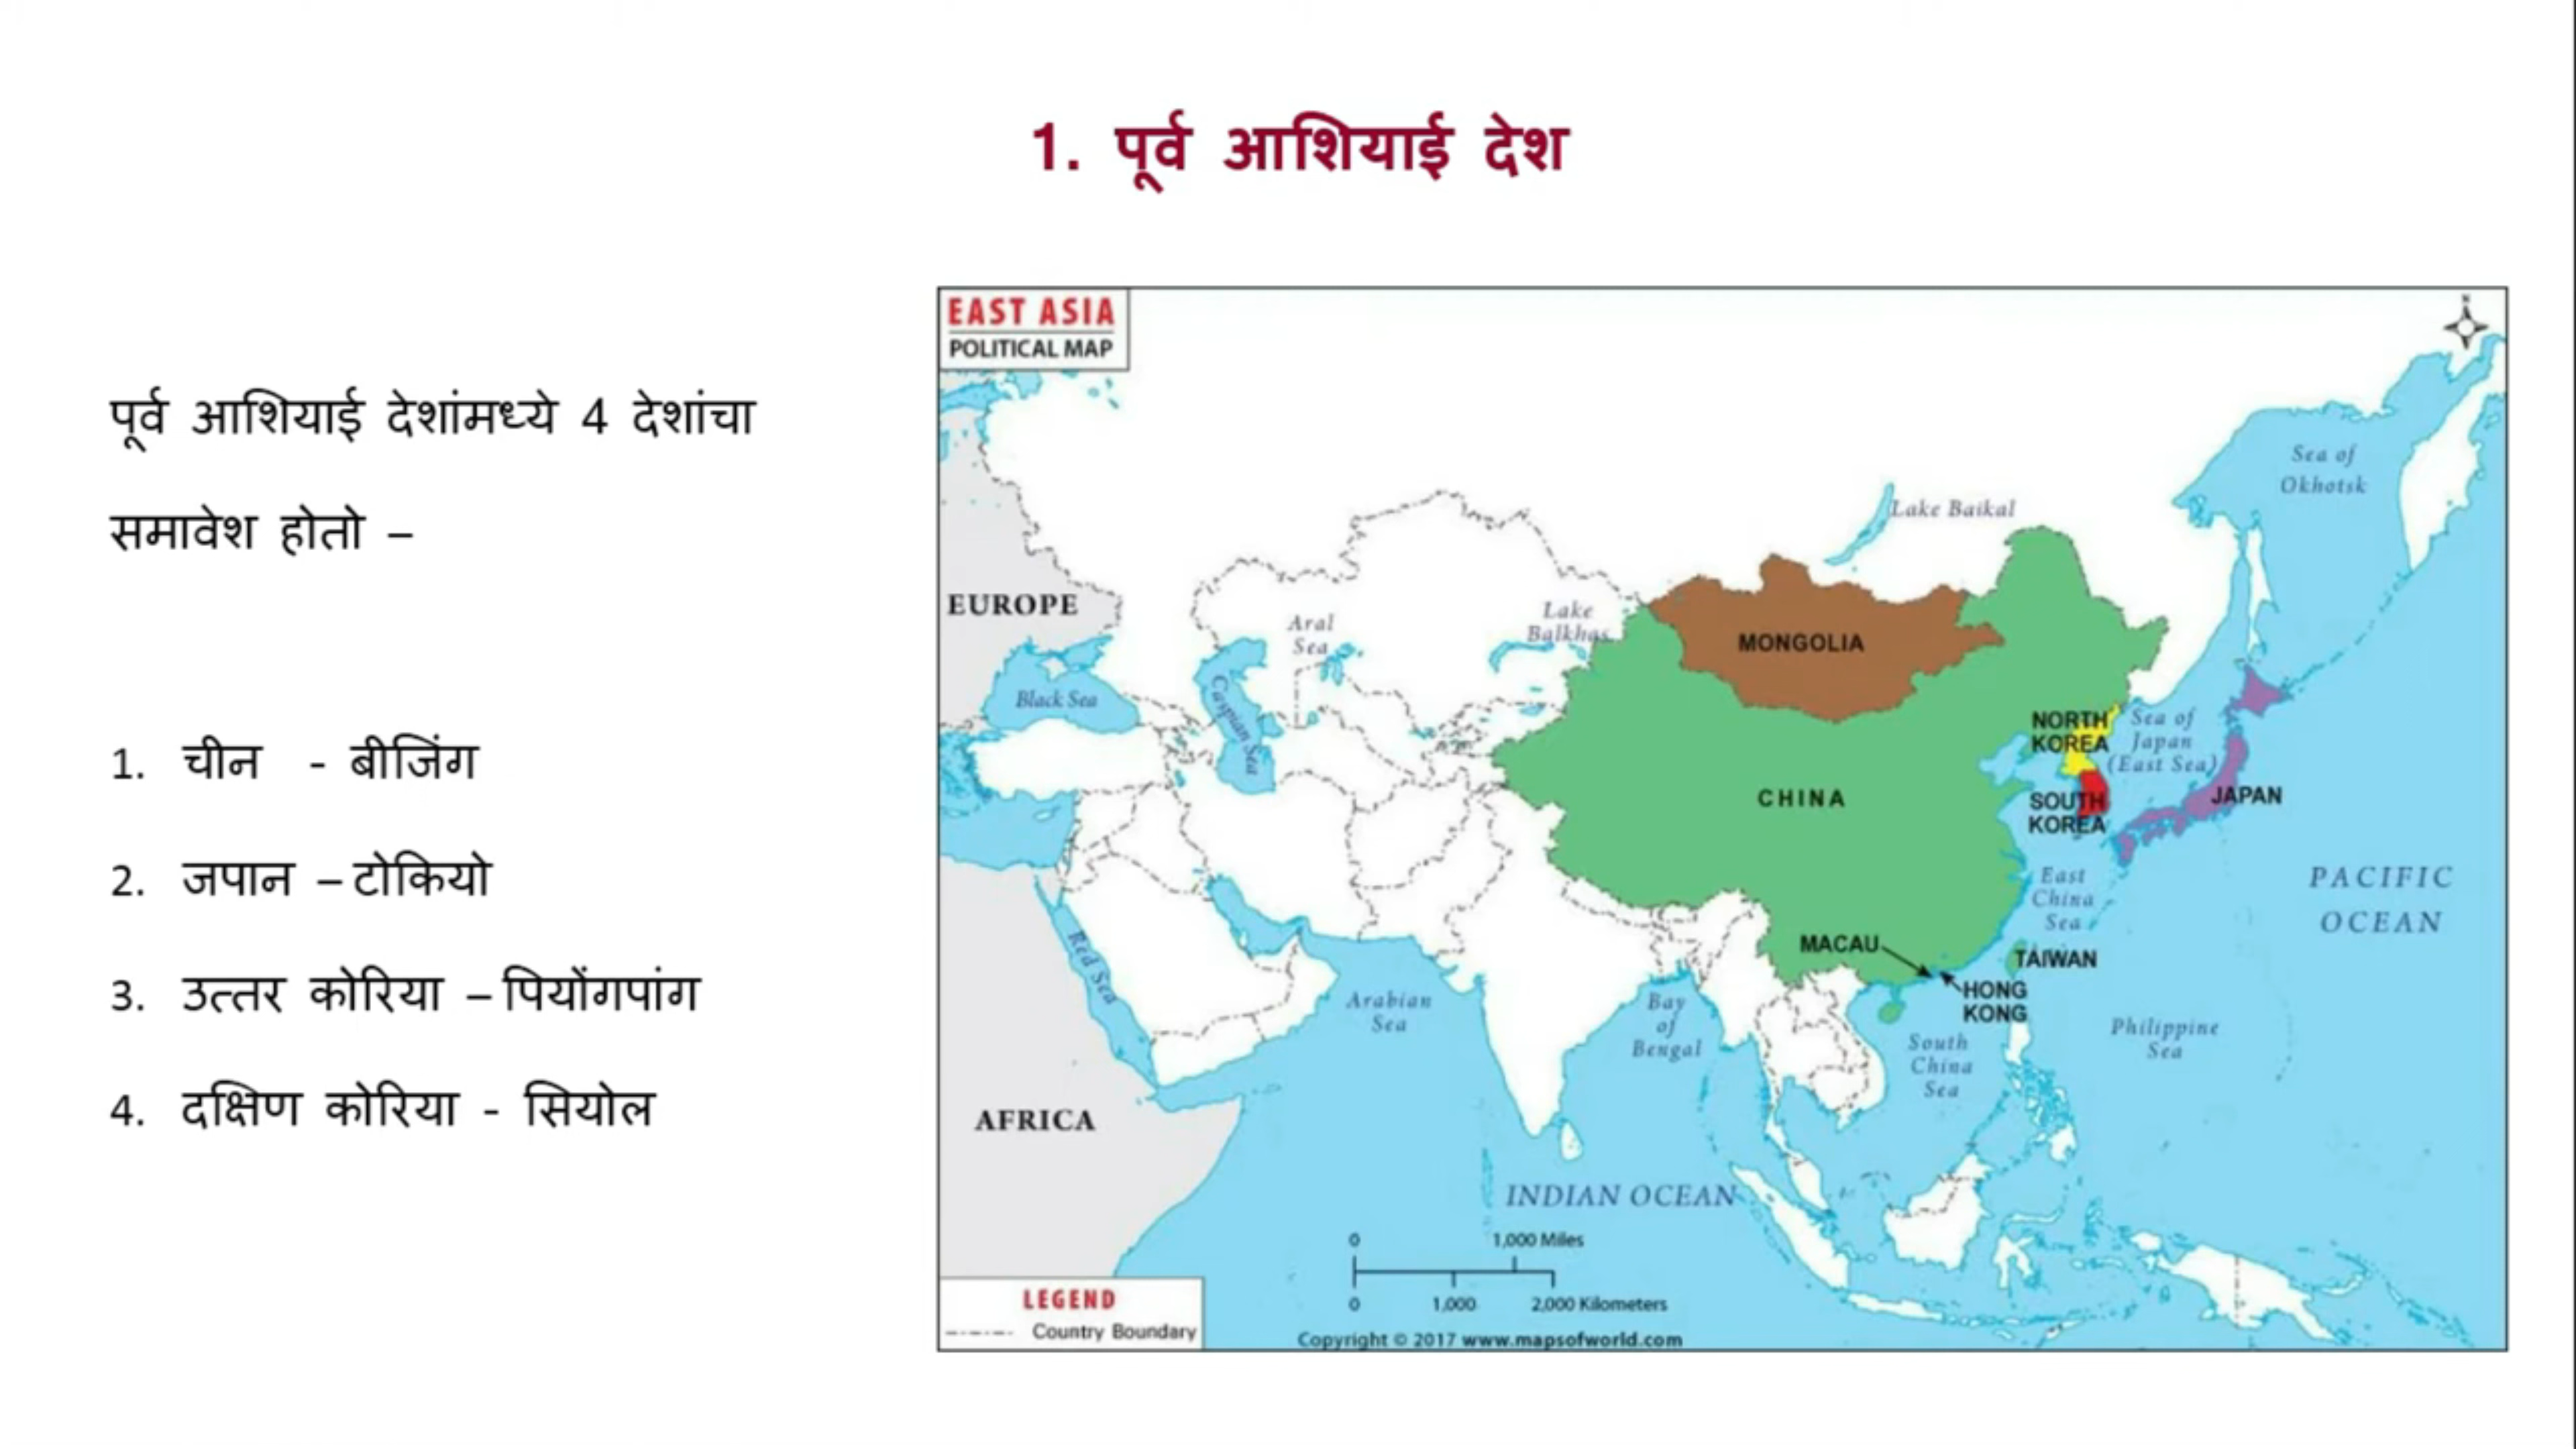 1. पूर्व आशियाई देश
पूर्व आशियाई देशांमध्ये 4 देशांचा
समावेश होतो –
1. चीन - बीजिंग
2. जपान – टोकियो
3. उत्तर कोरिया – पियोंगपांग
4. दक्षिण कोरिया - सियोल
EAST ASIA
POLITICAL MAP
N
Sea of
Okhotsk
Lake Baikal
EUROPE
Lake
Balkhas
Aral
Sea
MONGOLIA
Black Sea
Caspian Sea
NORTH
KOREA
Sea of
Japan
(East Sea)
CHINA
SOUTH
KOREA
JAPAN
PACIFIC
OCEAN
East
China
Sea
MACAU
TAIWAN
Red Sea
HONG
KONG
Arabian
Sea
Bay
of
Bengal
South
China
Sea
Philippine
Sea
AFRICA
INDIAN OCEAN
0 1,000 Miles
0 1,000 2,000 Kilometers
LEGEND
Country Boundary
Copyright © 2017 www.mapsofworld.com